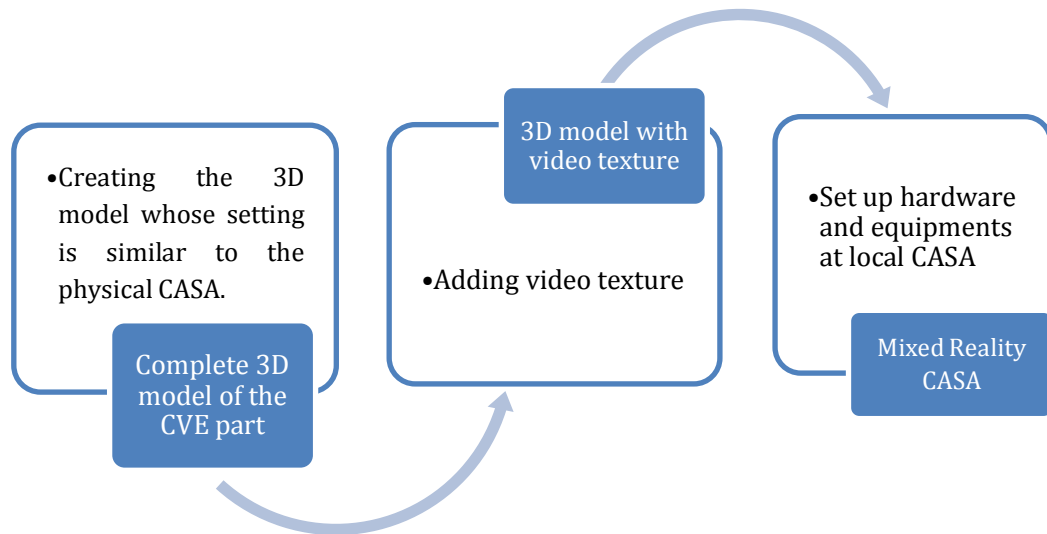 •Creating the 3D
model whose setting
is similar to the
physical CASA.
Complete 3D
model of the
CVE part
3D model with
video texture
•Adding video texture
•Set up hardware
and equipments
at local CASA
Mixed Reality
CASA